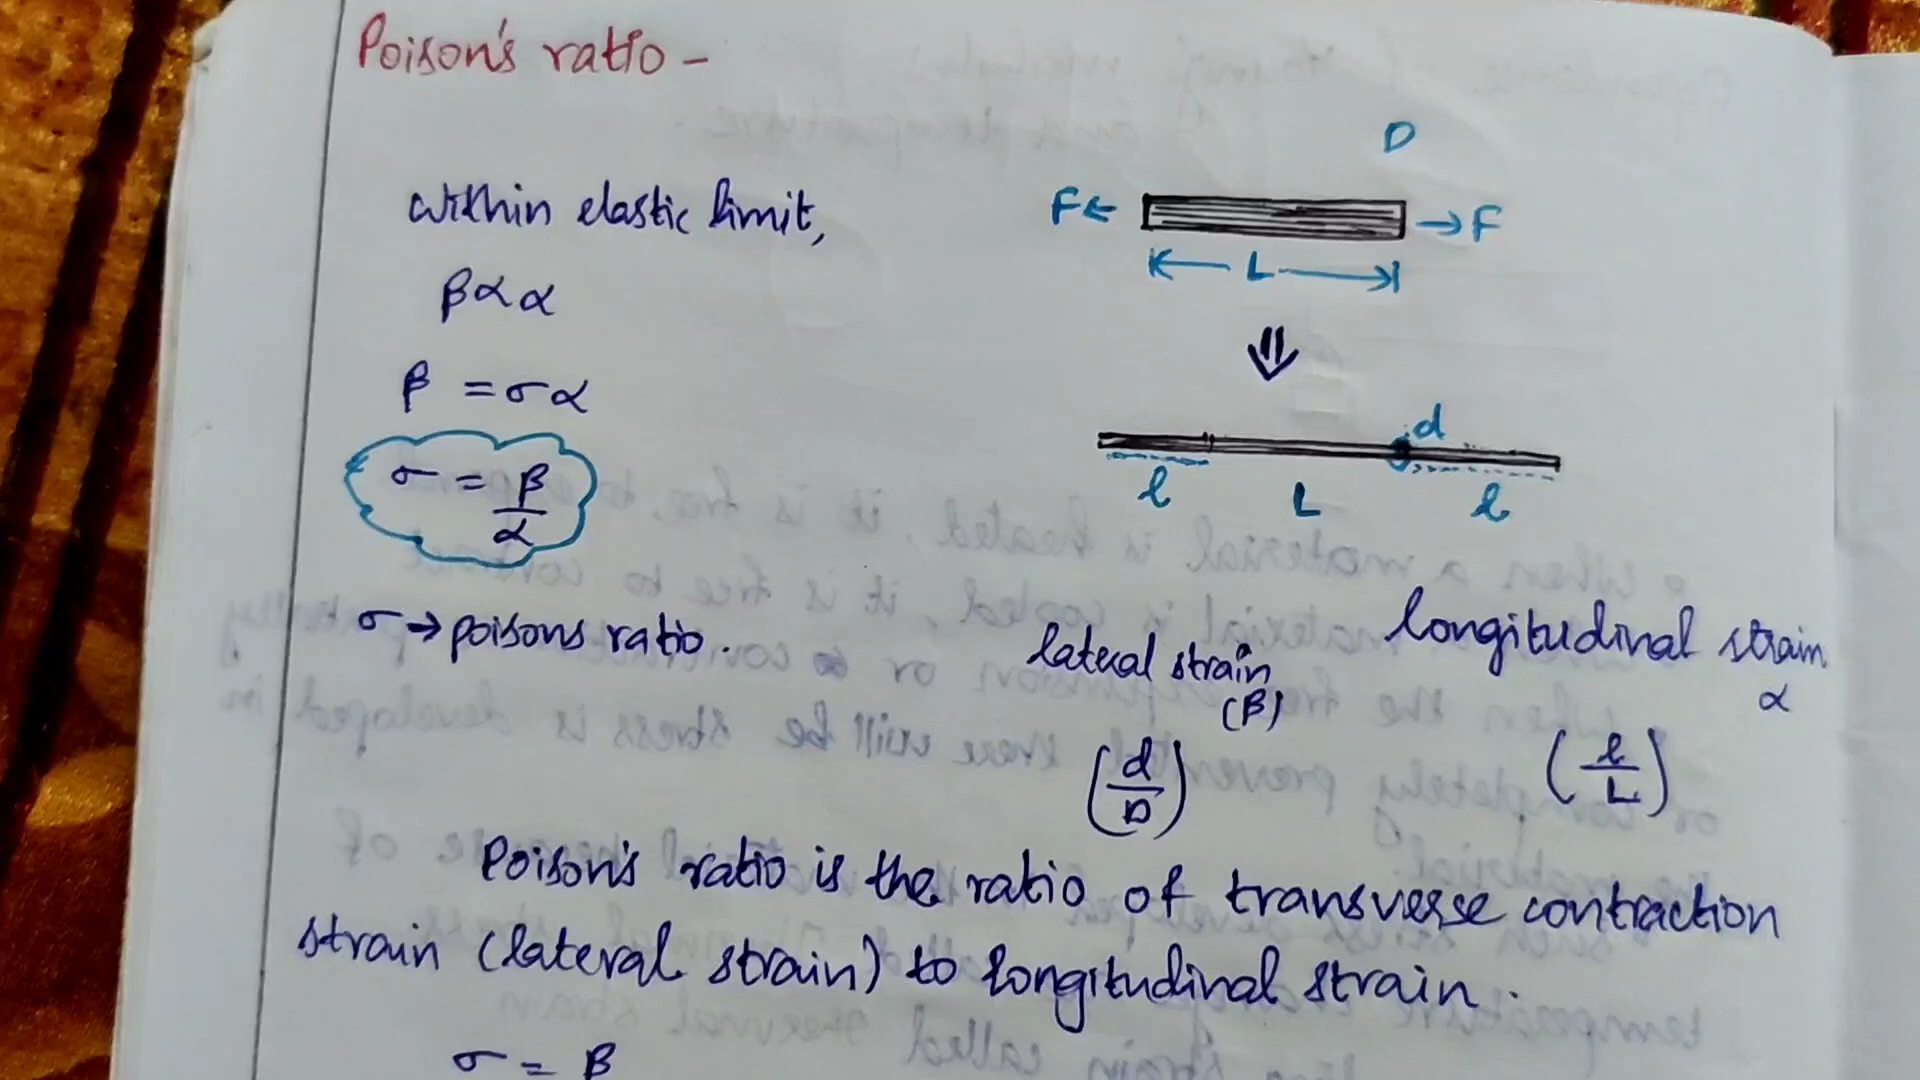 Poison's ratio -
D
within elastic limit,
F← →F
L
β∝α
β = σα
d
l L l
σ = β/α
σ → poisons ratio.
lateral strain (β)
longitudinal strain α
(d/D)
(l/L)
Poison's ratio is the ratio of transverse contraction
strain (lateral strain) to longitudinal strain.
σ = β